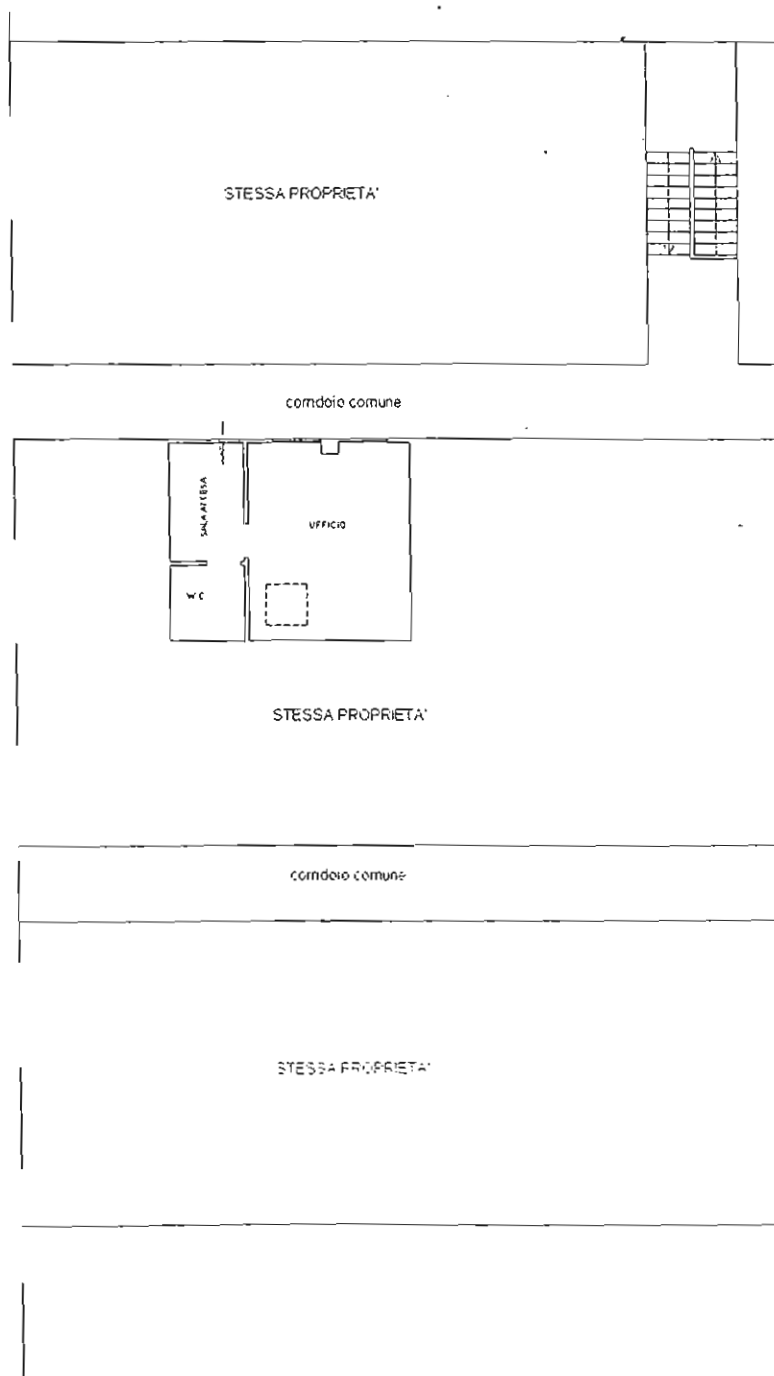 STESSA PROPRIETA'
corridoio comune
SALA ATTESA
UFFICIO
W.C
STESSA PROPRIETA'
corridoio comune
STESSA PROPRIETA'